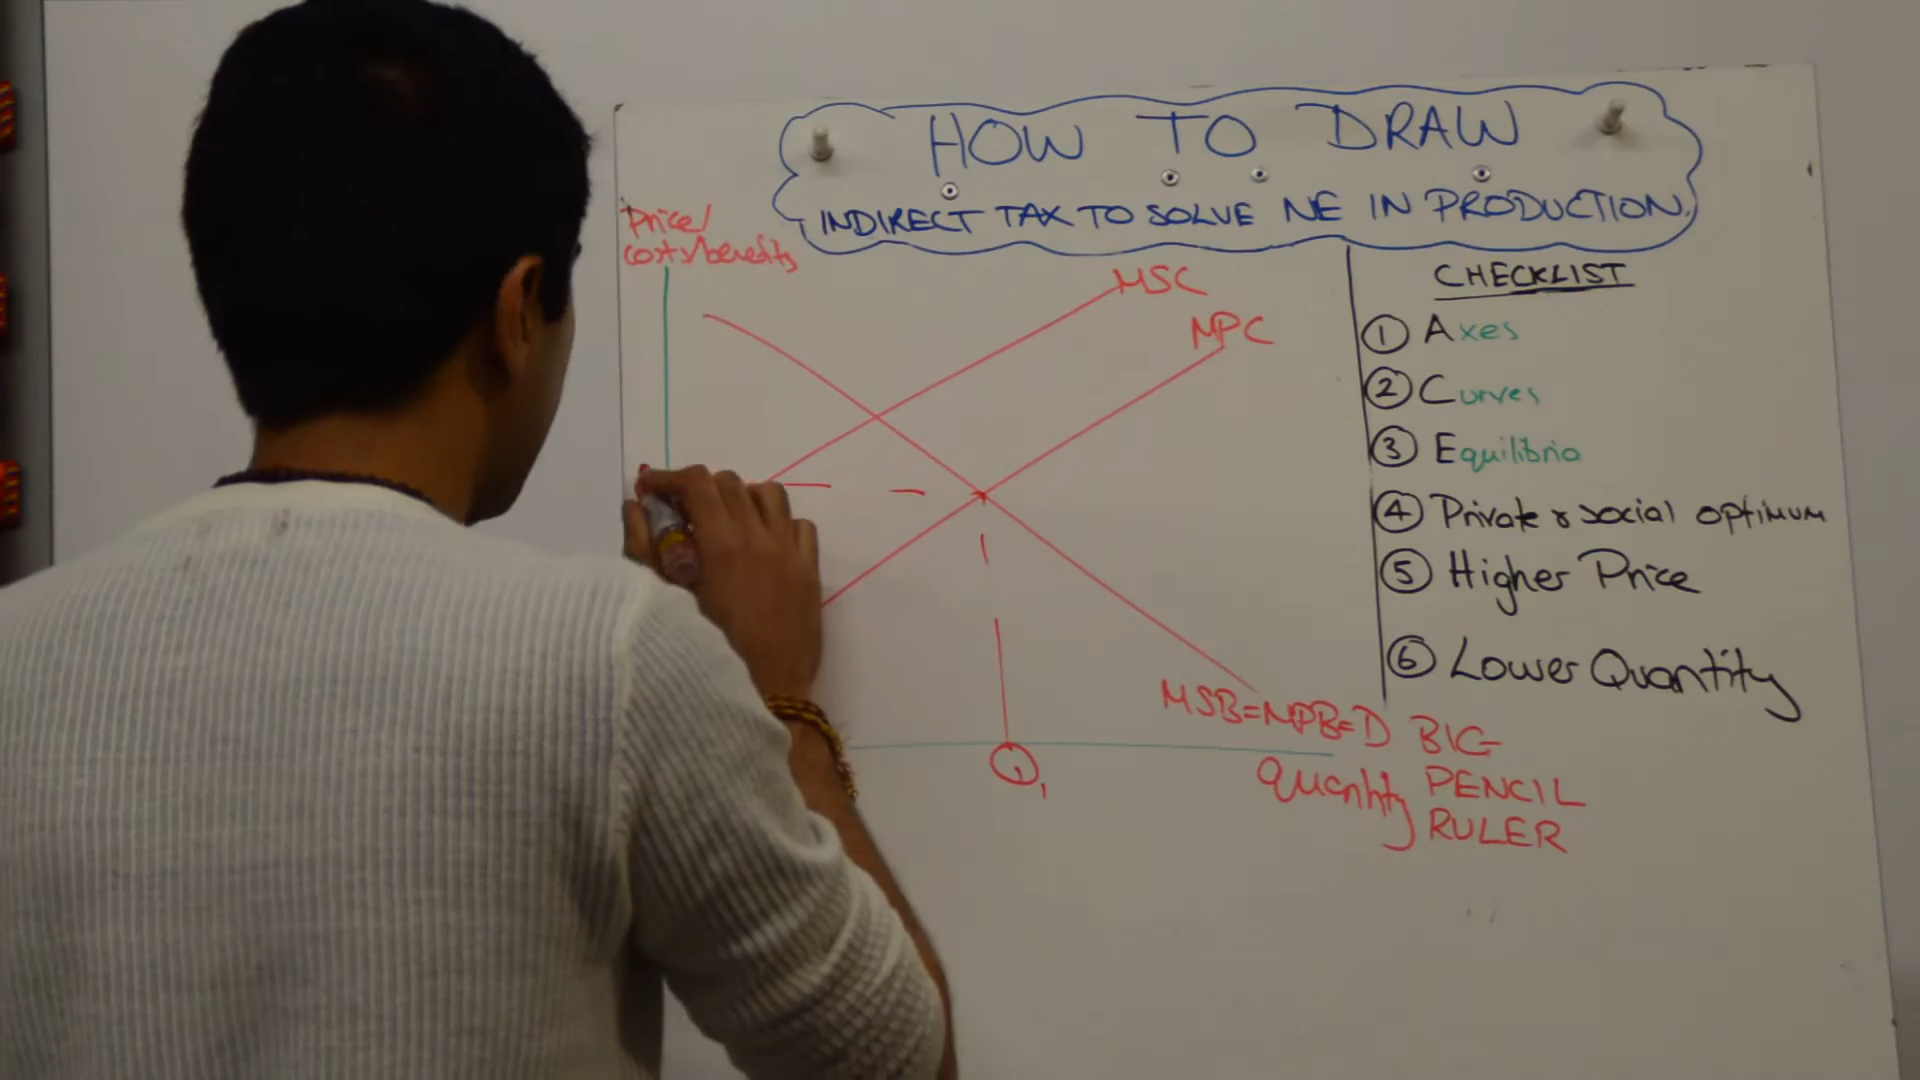 HOW TO DRAW
INDIRECT TAX TO SOLVE NE IN PRODUCTION
Price/
costs/benefits
MSC
MPC
Q1
MSB=MPB=D
quantity
CHECKLIST
① Axes
② Curves
③ Equilibria
④ Private & social optimum
⑤ Higher Price
⑥ Lower Quantity
BIG
PENCIL
RULER